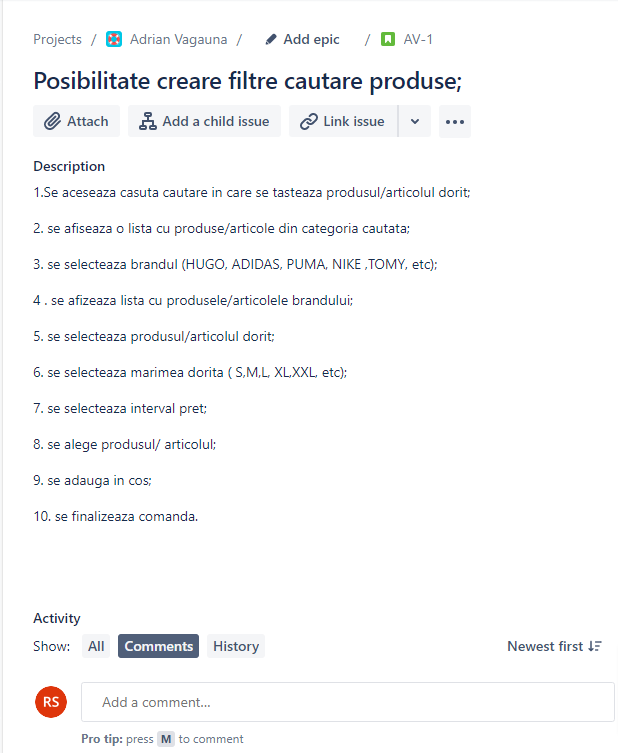 Projects / Adrian Vagauna / Add epic / AV-1
Posibilitate creare filtre cautare produse;
Attach Add a child issue Link issue
Description
1.Se aceseaza casuta cautare in care se tasteaza produsul/articolul dorit;
2. se afiseaza o lista cu produse/articole din categoria cautata;
3. se selecteaza brandul (HUGO, ADIDAS, PUMA, NIKE ,TOMY, etc);
4 . se afizeaza lista cu produsele/articolele brandului;
5. se selecteaza produsul/articolul dorit;
6. se selecteaza marimea dorita ( S,M,L, XL,XXL, etc);
7. se selecteaza interval pret;
8. se alege produsul/ articolul;
9. se adauga in cos;
10. se finalizeaza comanda.
Activity
Show: All Comments History Newest first
RS Add a comment...
Pro tip: press M to comment